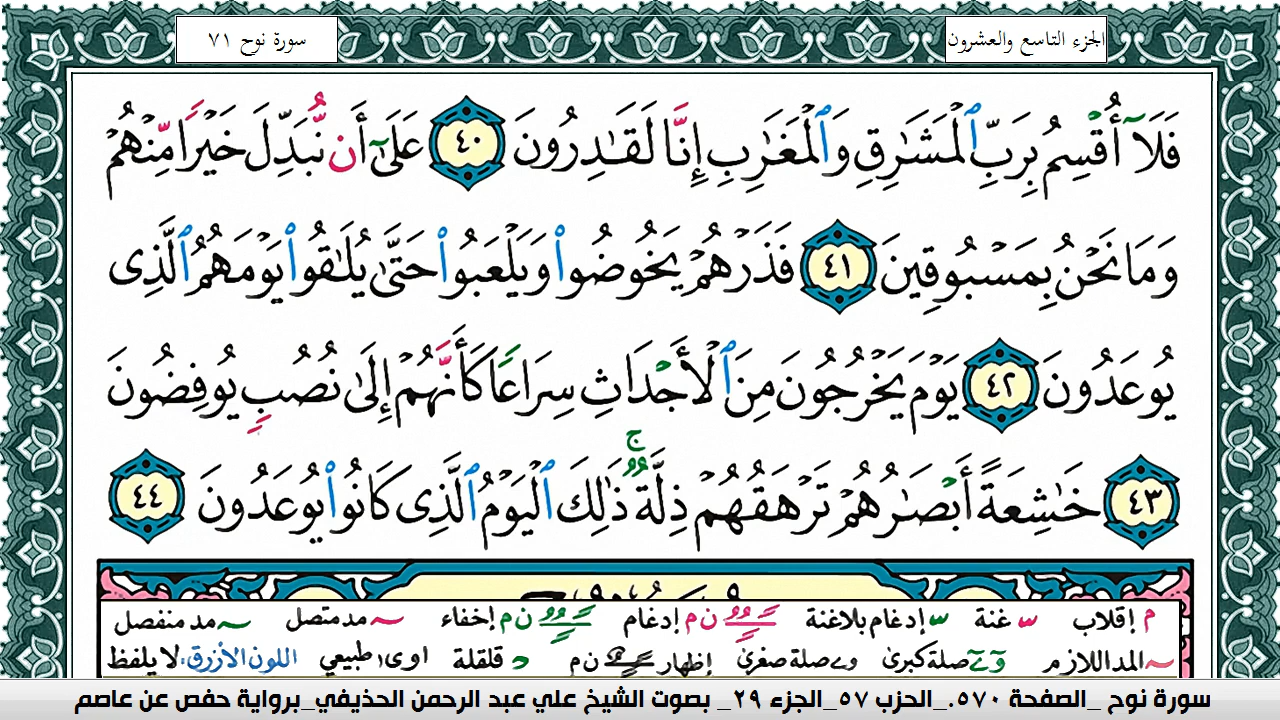 سورة نوح ٧١
الجزء التاسع والعشرون
فَلَآ أُقْسِمُ بِرَبِّ ٱلْمَشَـٰرِقِ وَٱلْمَغَـٰرِبِ إِنَّا لَقَـٰدِرُونَ ٤٠ عَلَىٰٓ أَن نُّبَدِّلَ خَيْرًا مِّنْهُمْ
وَمَا نَحْنُ بِمَسْبُوقِينَ ٤١ فَذَرْهُمْ يَخُوضُوا۟ وَيَلْعَبُوا۟ حَتَّىٰ يُلَـٰقُوا۟ يَوْمَهُمُ ٱلَّذِى
يُوعَدُونَ ٤٢ يَوْمَ يَخْرُجُونَ مِنَ ٱلْأَجْدَاثِ سِرَاعًا كَأَنَّهُمْ إِلَىٰ نُصُبٍ يُوفِضُونَ
٤٣ خَـٰشِعَةً أَبْصَـٰرُهُمْ تَرْهَقُهُمْ ذِلَّةٌ ۚ ذَٰلِكَ ٱلْيَوْمُ ٱلَّذِى كَانُوا۟ يُوعَدُونَ ٤٤
م إقلاب س غنة س إدغام بلاغنة ن م إدغام ن م إخفاء مد متصل مد منفصل
المد اللازم صلة كبرى صلة صغرى إظهار ن م د قلقلة ا و ى طبيعي اللون الأزرق: لا يلفظ
سورة نوح _الصفحة ٥٧٠._الحزب ٥٧_الجزء ٢٩_ بصوت الشيخ علي عبد الرحمن الحذيفي_برواية حفص عن عاصم